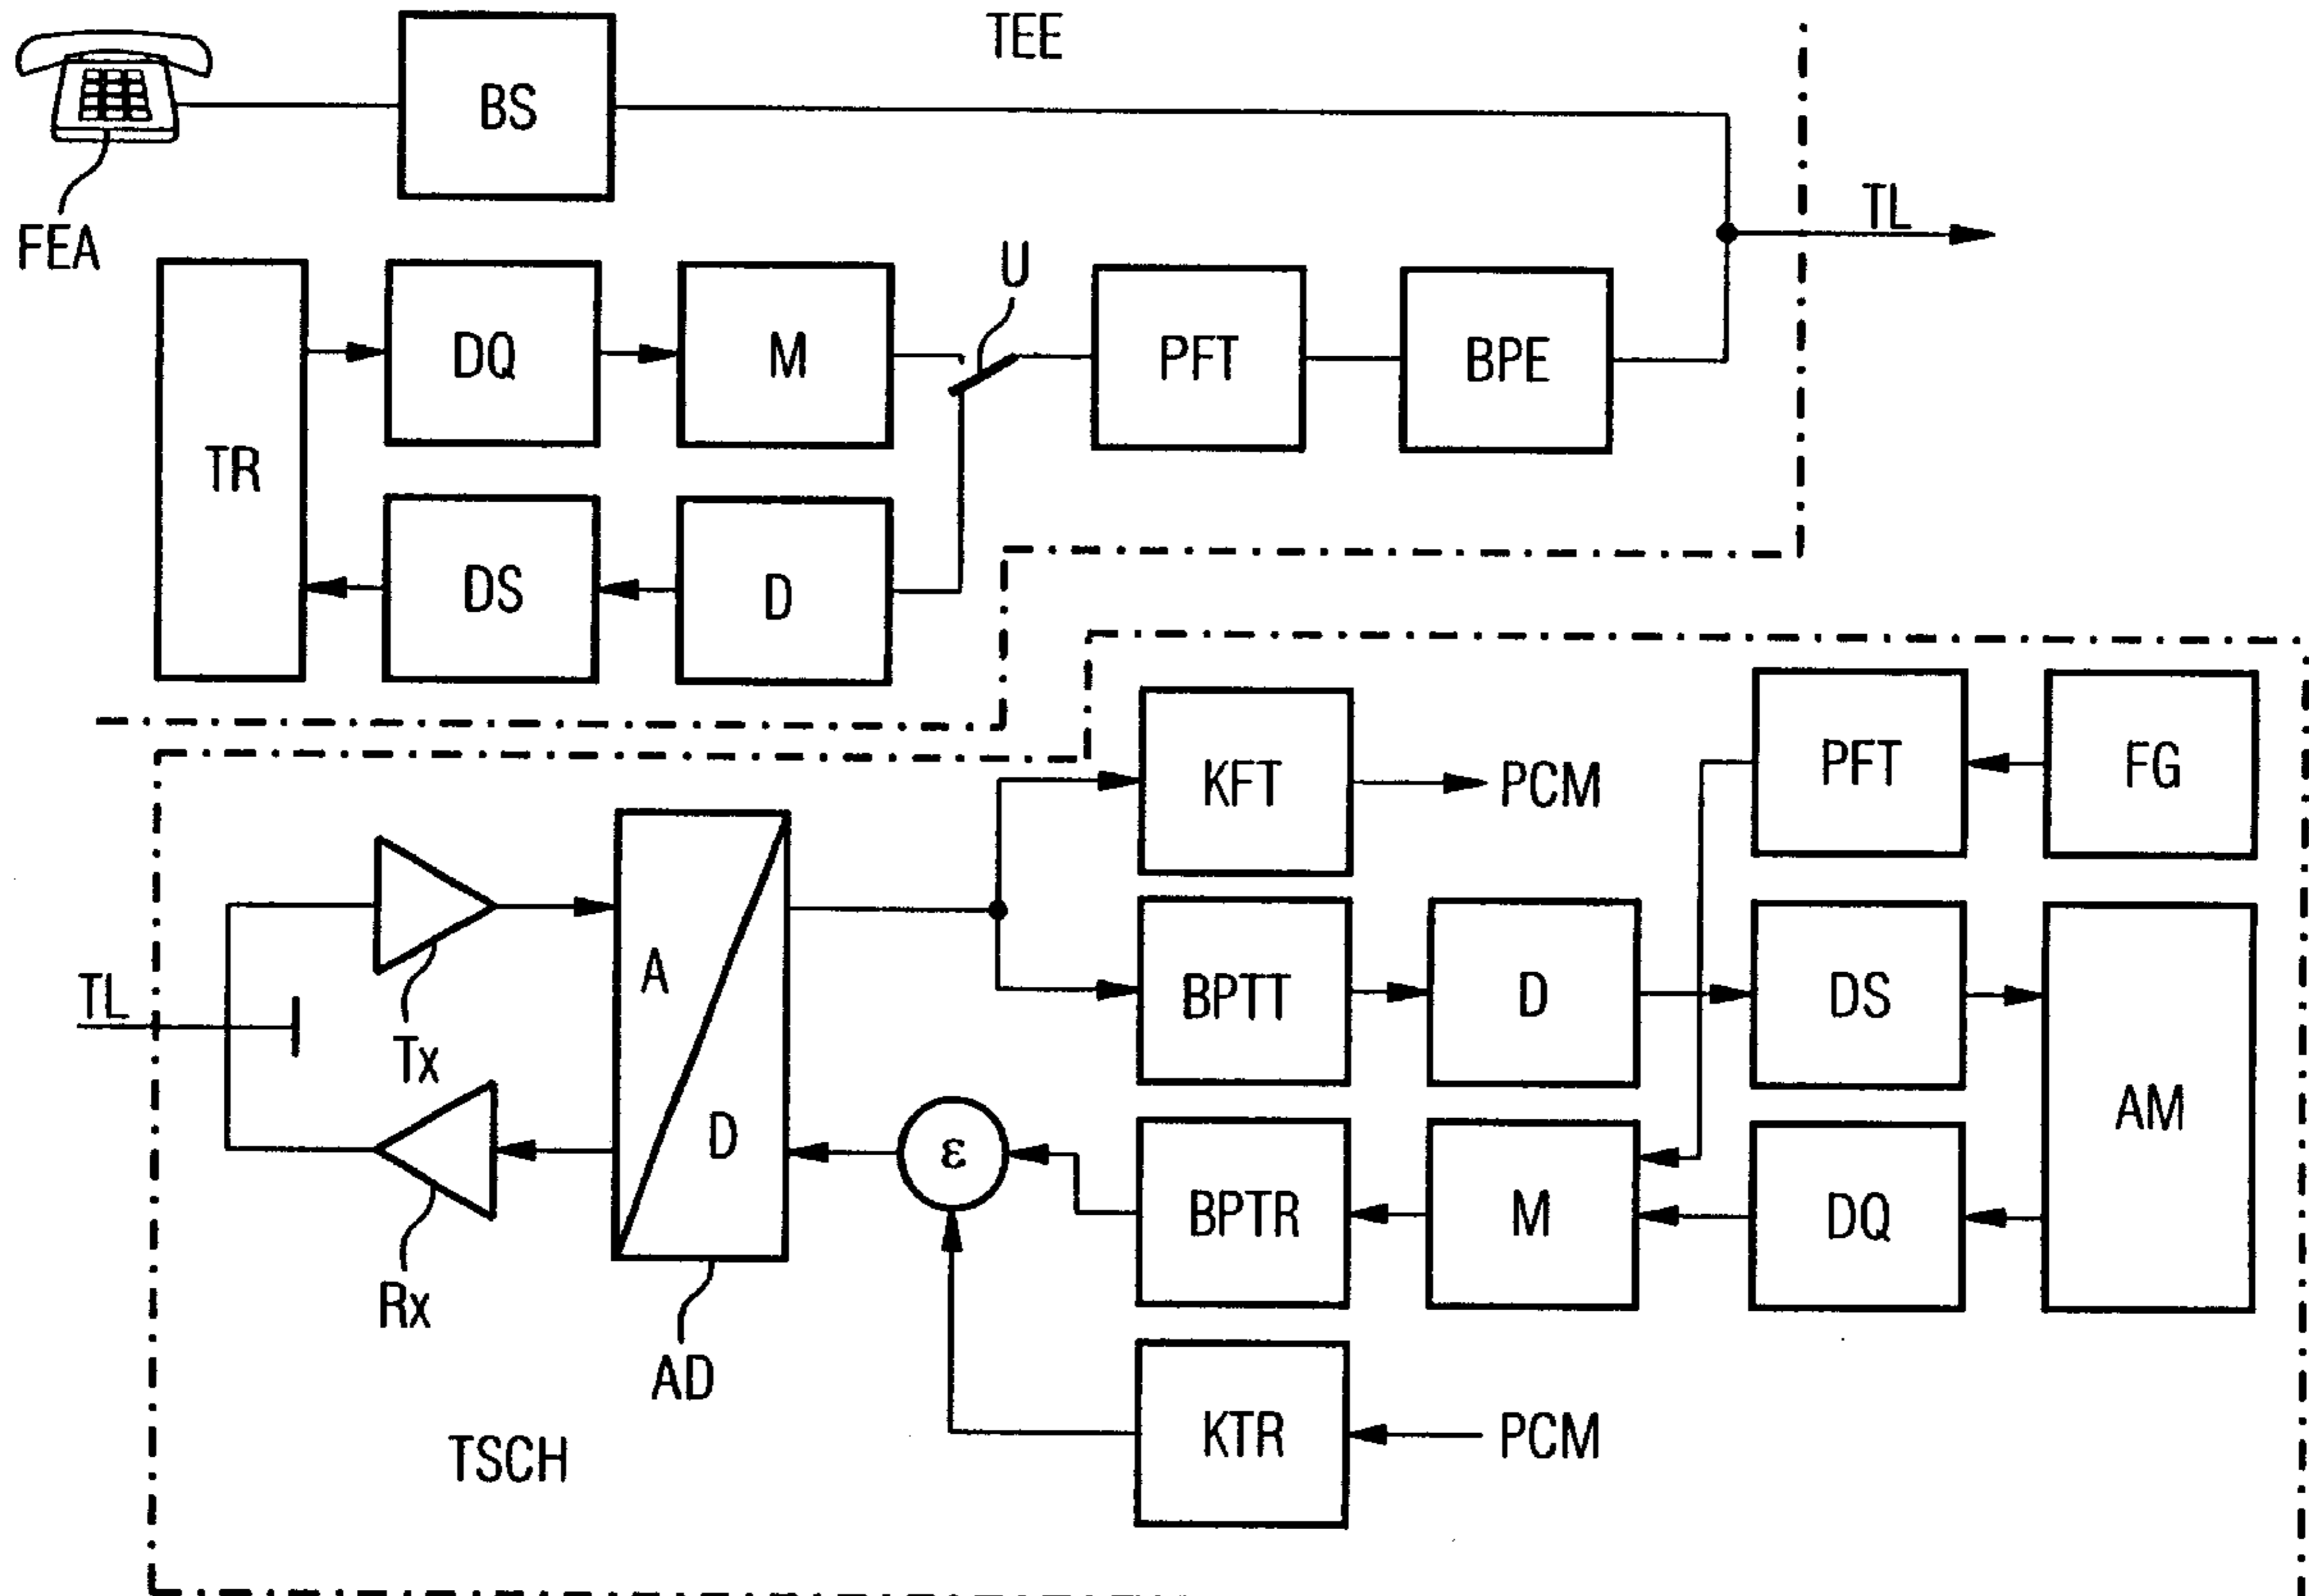 TEE
BS
FEA
TL
U
TR
DQ
M
PFT
BPE
DS
D
KFT
PCM
PFT
FG
TL
Tx
A
D
BPTT
D
DS
AM
Rx
AD
ε
BPTR
M
DQ
KTR
PCM
TSCH